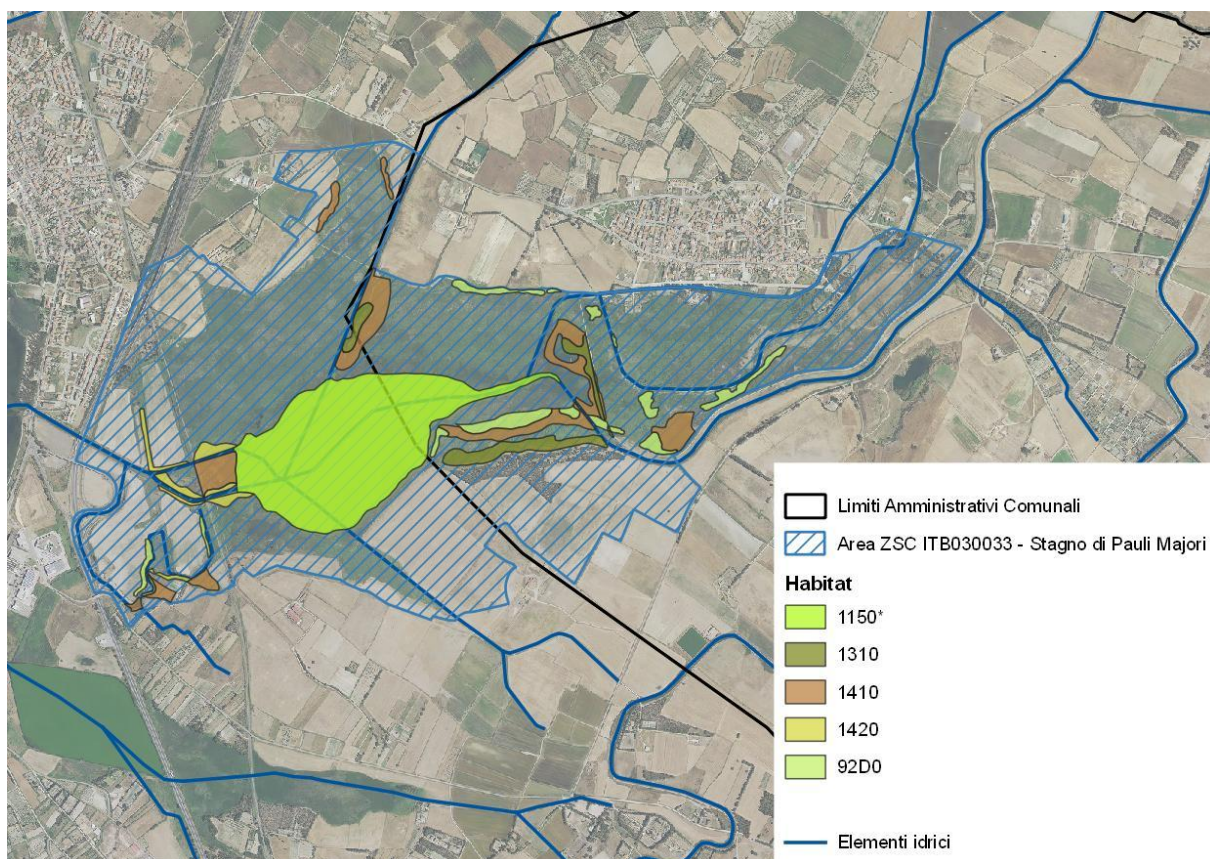 Limiti Amministrativi Comunali
Area ZSC ITB030033 - Stagno di Pauli Majori
Habitat
1150*
1310
1410
1420
92D0
Elementi idrici